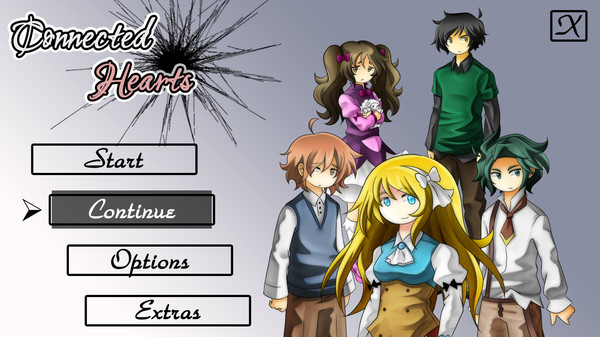 Connected
Hearts
X
Start
Continue
Options
Extras